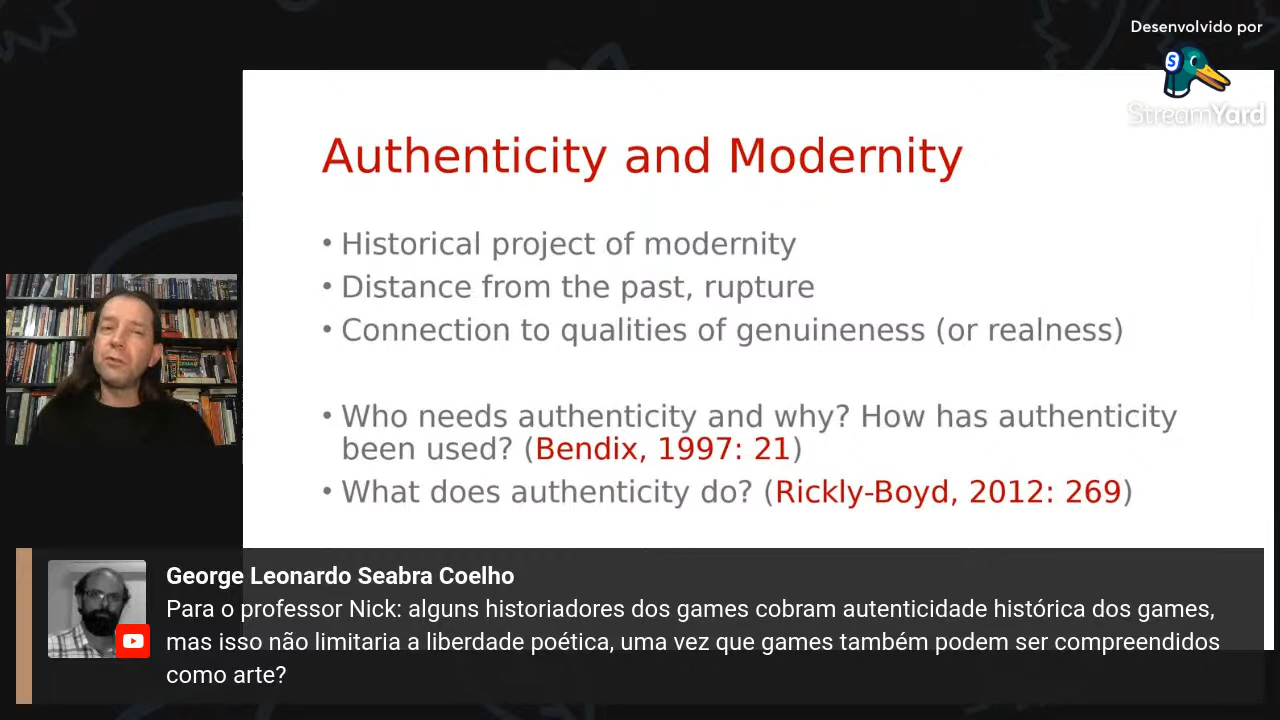 Desenvolvido por
StreamYard
Authenticity and Modernity
• Historical project of modernity
• Distance from the past, rupture
• Connection to qualities of genuineness (or realness)
• Who needs authenticity and why? How has authenticity
been used? (Bendix, 1997: 21)
• What does authenticity do? (Rickly-Boyd, 2012: 269)
George Leonardo Seabra Coelho
Para o professor Nick: alguns historiadores dos games cobram autenticidade histórica dos games,
mas isso não limitaria a liberdade poética, uma vez que games também podem ser compreendidos
como arte?